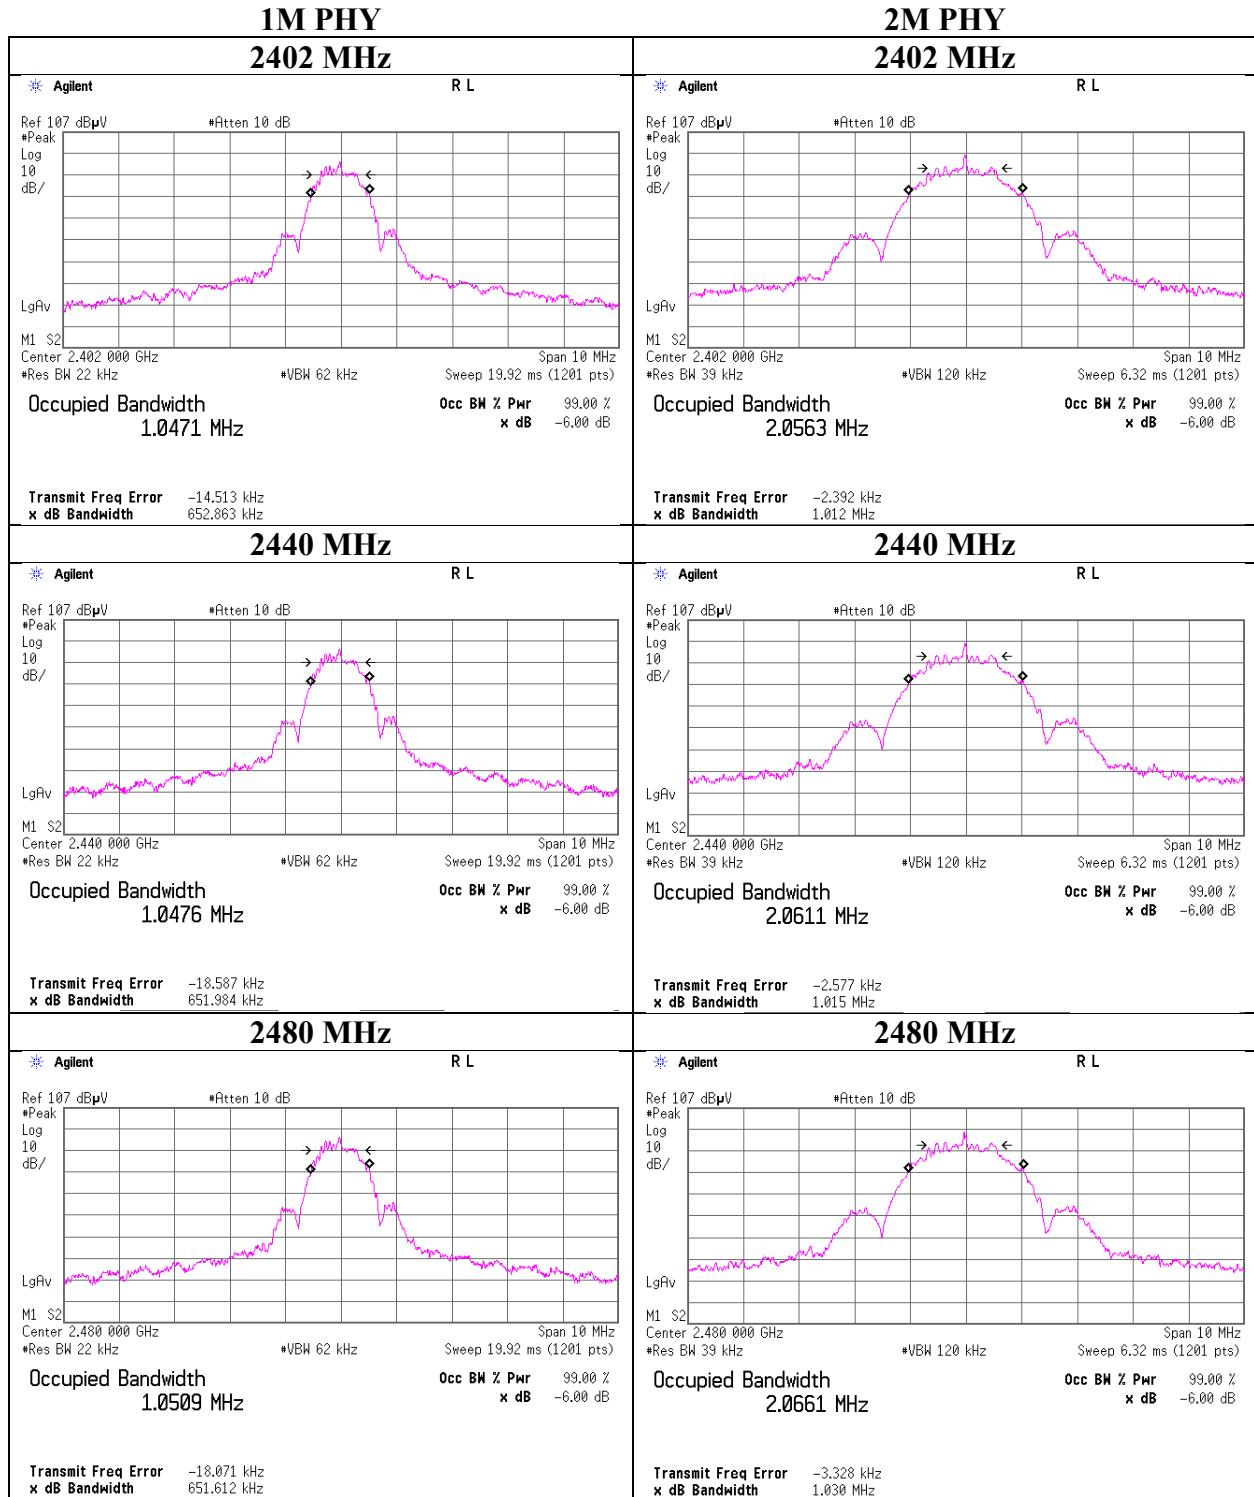 1M PHY 2M PHY
2402 MHz 2402 MHz
Agilent R L
Ref 107 dBµV #Atten 10 dB
#Peak
Log
10
dB/
LgAv
M1 S2
Center 2.402 000 GHz Span 10 MHz
#Res BW 22 kHz #VBW 62 kHz Sweep 19.92 ms (1201 pts)
Occupied Bandwidth Occ BW % Pwr 99.00 %
1.0471 MHz x dB -6.00 dB
Transmit Freq Error -14.513 kHz
x dB Bandwidth 652.863 kHz
Agilent R L
Ref 107 dBµV #Atten 10 dB
#Peak
Log
10
dB/
LgAv
M1 S2
Center 2.402 000 GHz Span 10 MHz
#Res BW 39 kHz #VBW 120 kHz Sweep 6.32 ms (1201 pts)
Occupied Bandwidth Occ BW % Pwr 99.00 %
2.0563 MHz x dB -6.00 dB
Transmit Freq Error -2.392 kHz
x dB Bandwidth 1.012 MHz
2440 MHz 2440 MHz
Agilent R L
Ref 107 dBµV #Atten 10 dB
#Peak
Log
10
dB/
LgAv
M1 S2
Center 2.440 000 GHz Span 10 MHz
#Res BW 22 kHz #VBW 62 kHz Sweep 19.92 ms (1201 pts)
Occupied Bandwidth Occ BW % Pwr 99.00 %
1.0476 MHz x dB -6.00 dB
Transmit Freq Error -18.587 kHz
x dB Bandwidth 651.984 kHz
Agilent R L
Ref 107 dBµV #Atten 10 dB
#Peak
Log
10
dB/
LgAv
M1 S2
Center 2.440 000 GHz Span 10 MHz
#Res BW 39 kHz #VBW 120 kHz Sweep 6.32 ms (1201 pts)
Occupied Bandwidth Occ BW % Pwr 99.00 %
2.0611 MHz x dB -6.00 dB
Transmit Freq Error -2.577 kHz
x dB Bandwidth 1.015 MHz
2480 MHz 2480 MHz
Agilent R L
Ref 107 dBµV #Atten 10 dB
#Peak
Log
10
dB/
LgAv
M1 S2
Center 2.480 000 GHz Span 10 MHz
#Res BW 22 kHz #VBW 62 kHz Sweep 19.92 ms (1201 pts)
Occupied Bandwidth Occ BW % Pwr 99.00 %
1.0509 MHz x dB -6.00 dB
Transmit Freq Error -18.071 kHz
x dB Bandwidth 651.612 kHz
Agilent R L
Ref 107 dBµV #Atten 10 dB
#Peak
Log
10
dB/
LgAv
M1 S2
Center 2.480 000 GHz Span 10 MHz
#Res BW 39 kHz #VBW 120 kHz Sweep 6.32 ms (1201 pts)
Occupied Bandwidth Occ BW % Pwr 99.00 %
2.0661 MHz x dB -6.00 dB
Transmit Freq Error -3.328 kHz
x dB Bandwidth 1.030 MHz